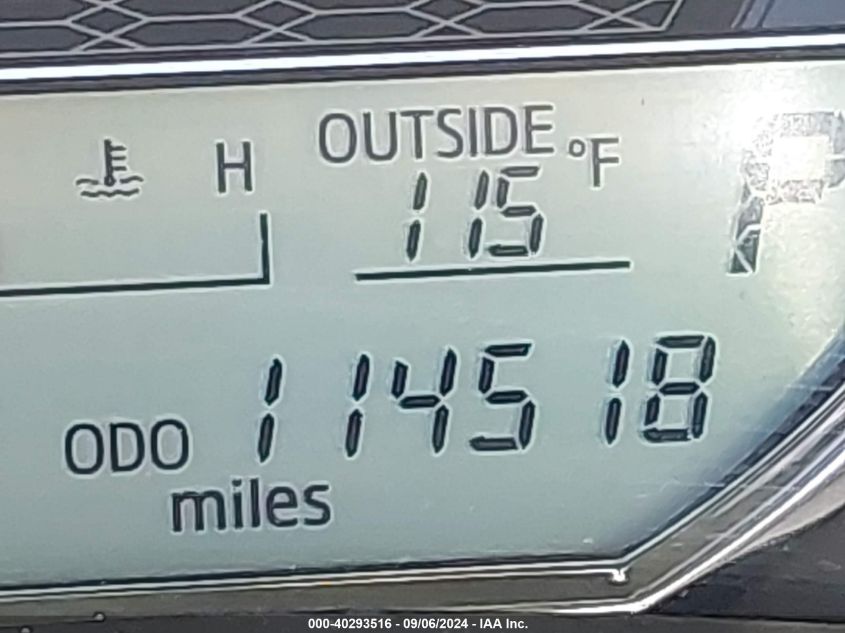 OUTSIDE °F
H
115
P
ODO 114518
miles
000-40293516 - 09/06/2024 - IAA Inc.